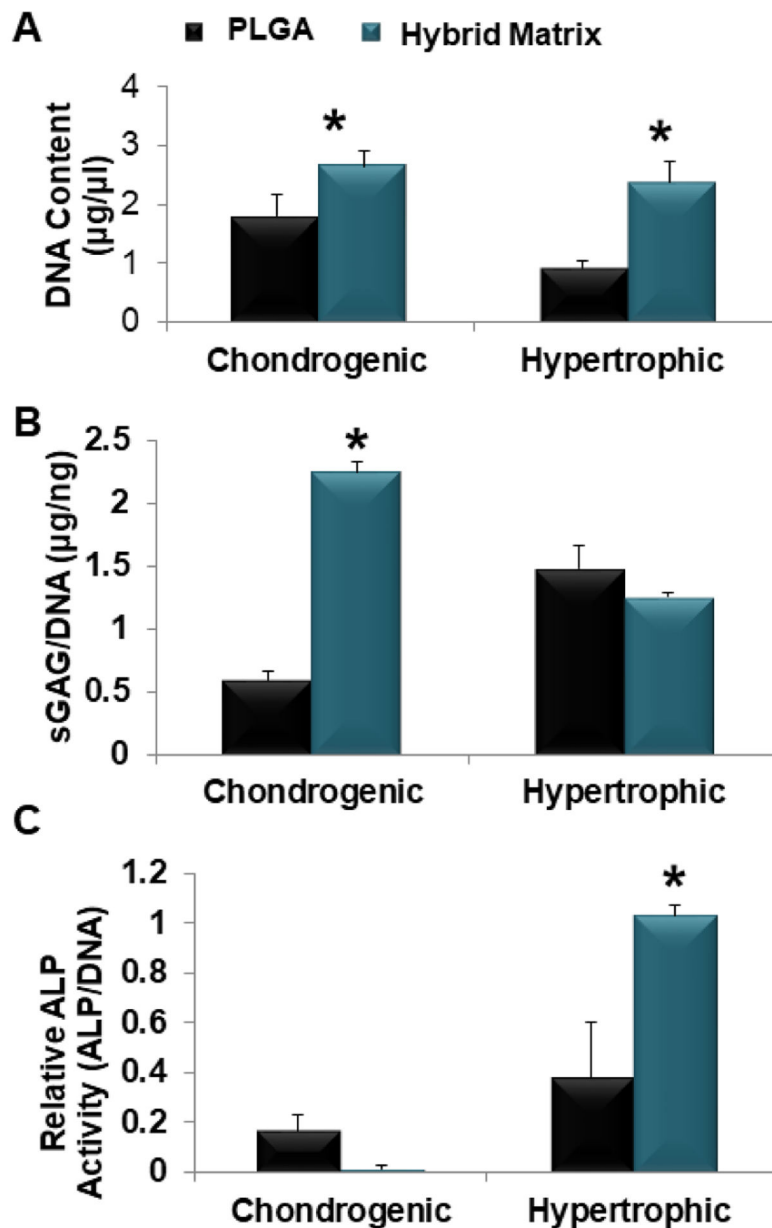 A
PLGA Hybrid Matrix
DNA Content
(µg/µl)
4
3
2
1
0
* *
Chondrogenic Hypertrophic
B
sGAG/DNA (µg/ng)
2.5
2
1.5
1
0.5
0
*
Chondrogenic Hypertrophic
C
Relative ALP
Activity (ALP/DNA)
1.2
1
0.8
0.6
0.4
0.2
0
*
Chondrogenic Hypertrophic